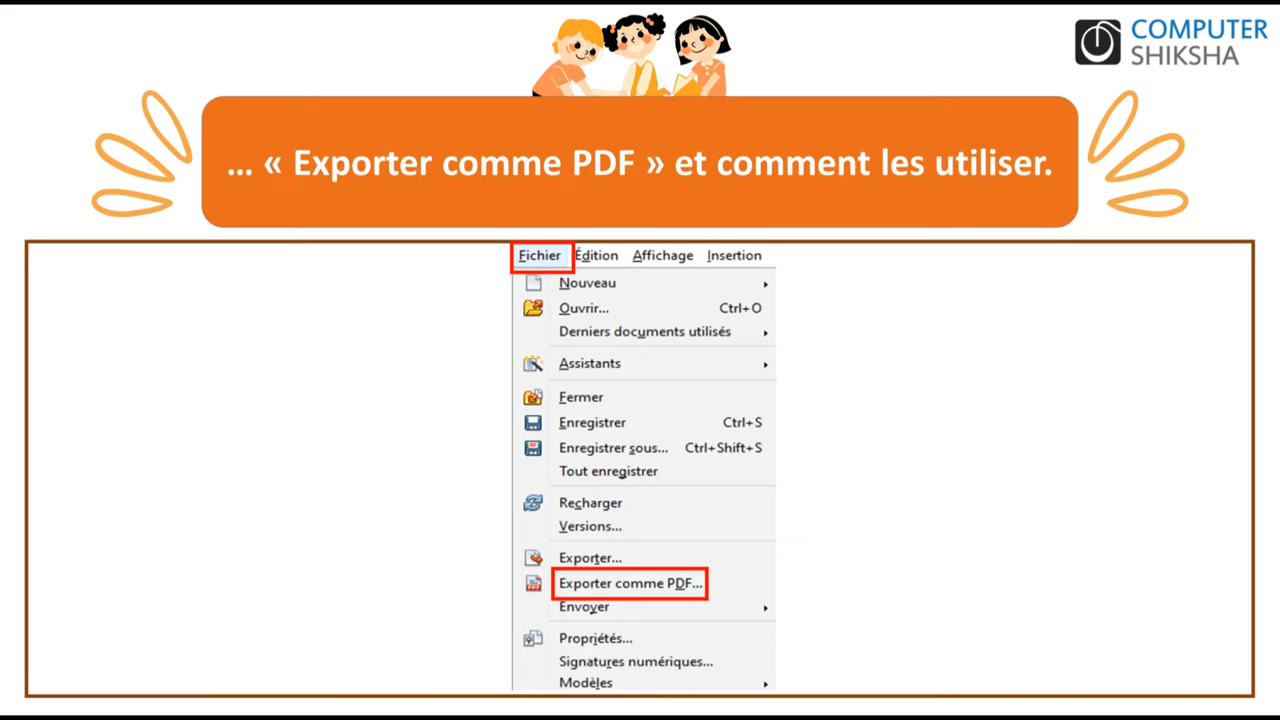 COMPUTER
SHIKSHA
... « Exporter comme PDF » et comment les utiliser.
Fichier Édition Affichage Insertion
Nouveau
Ouvrir... Ctrl+O
Derniers documents utilisés
Assistants
Fermer
Enregistrer Ctrl+S
Enregistrer sous... Ctrl+Shift+S
Tout enregistrer
Recharger
Versions...
Exporter...
Exporter comme PDF...
Envoyer
Propriétés...
Signatures numériques...
Modèles